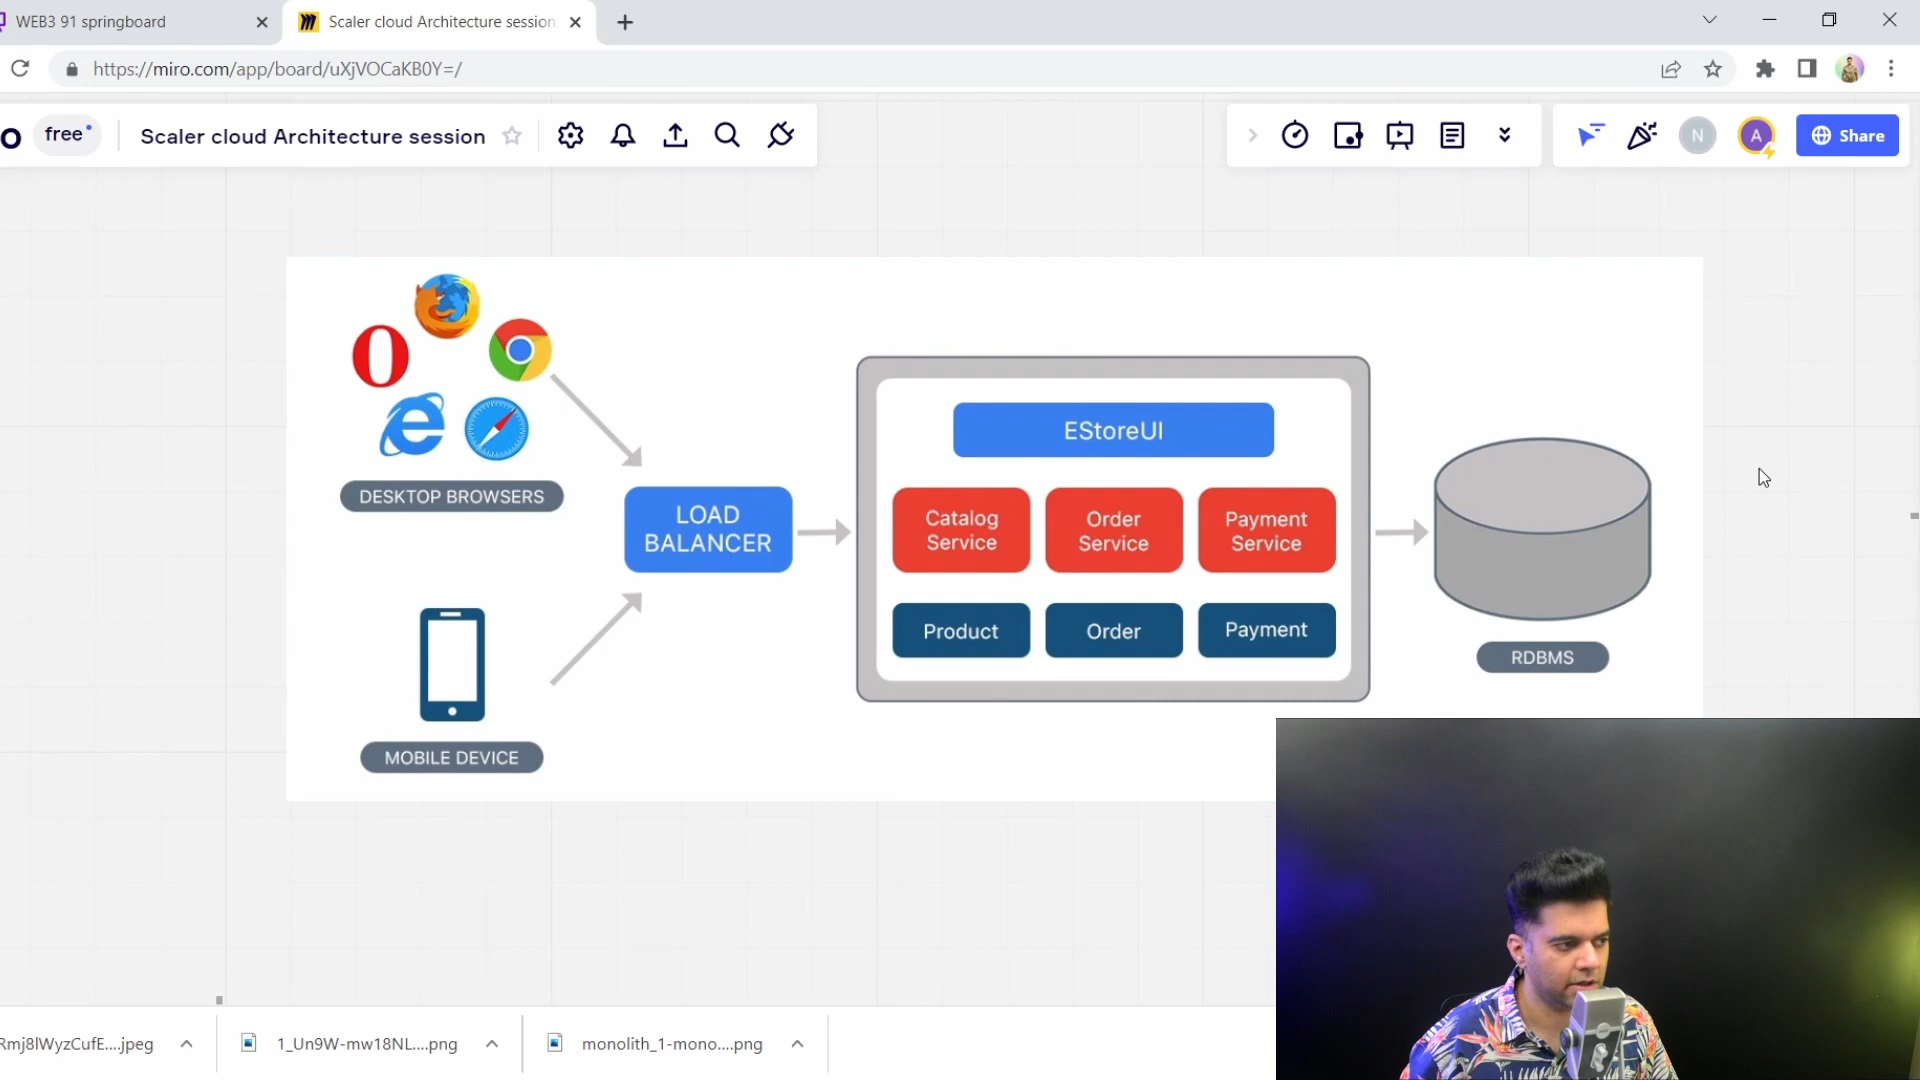 WEB3 91 springboard
Scaler cloud Architecture session
https://miro.com/app/board/uXjVOCaKB0Y=/
o
free
Scaler cloud Architecture session
N
A
Share
DESKTOP BROWSERS
LOAD
BALANCER
MOBILE DEVICE
EStoreUI
Catalog
Service
Order
Service
Payment
Service
Product
Order
Payment
RDBMS
Rmj8lWyzCufE....jpeg
1_Un9W-mw18NL....png
monolith_1-mono....png